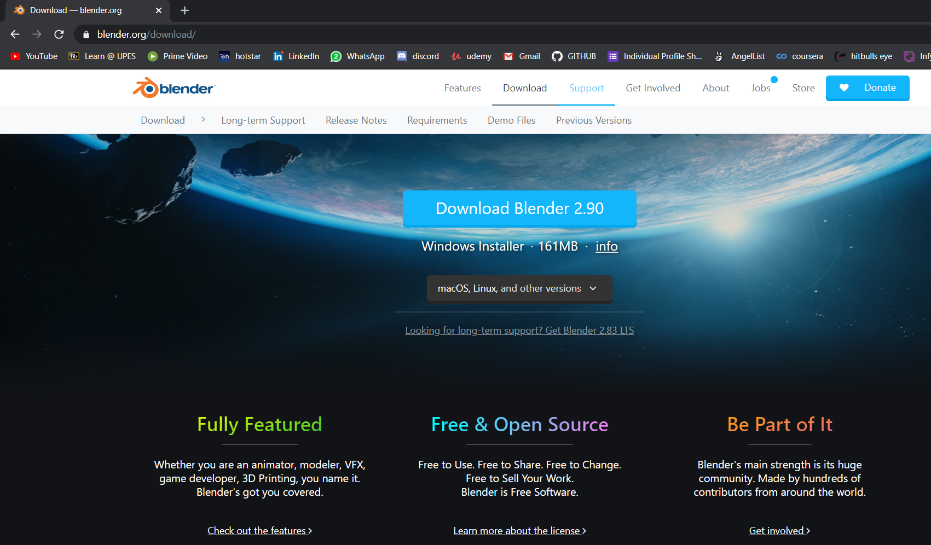 Download — blender.org
blender.org/download/
YouTube Learn @ UPES Prime Video hotstar LinkedIn WhatsApp discord udemy Gmail GITHUB Individual Profile Sh... AngelList coursera hitbulls eye Inf
blender
Features Download Support Get Involved About Jobs Store Donate
Download Long-term Support Release Notes Requirements Demo Files Previous Versions
Download Blender 2.90
Windows Installer · 161MB · info
macOS, Linux, and other versions
Looking for long-term support? Get Blender 2.83 LTS
Fully Featured
Whether you are an animator, modeler, VFX,
game developer, 3D Printing, you name it.
Blender's got you covered.
Check out the features
Free & Open Source
Free to Use. Free to Share. Free to Change.
Free to Sell Your Work.
Blender is Free Software.
Learn more about the license
Be Part of It
Blender's main strength is its huge
community. Made by hundreds of
contributors from around the world.
Get involved